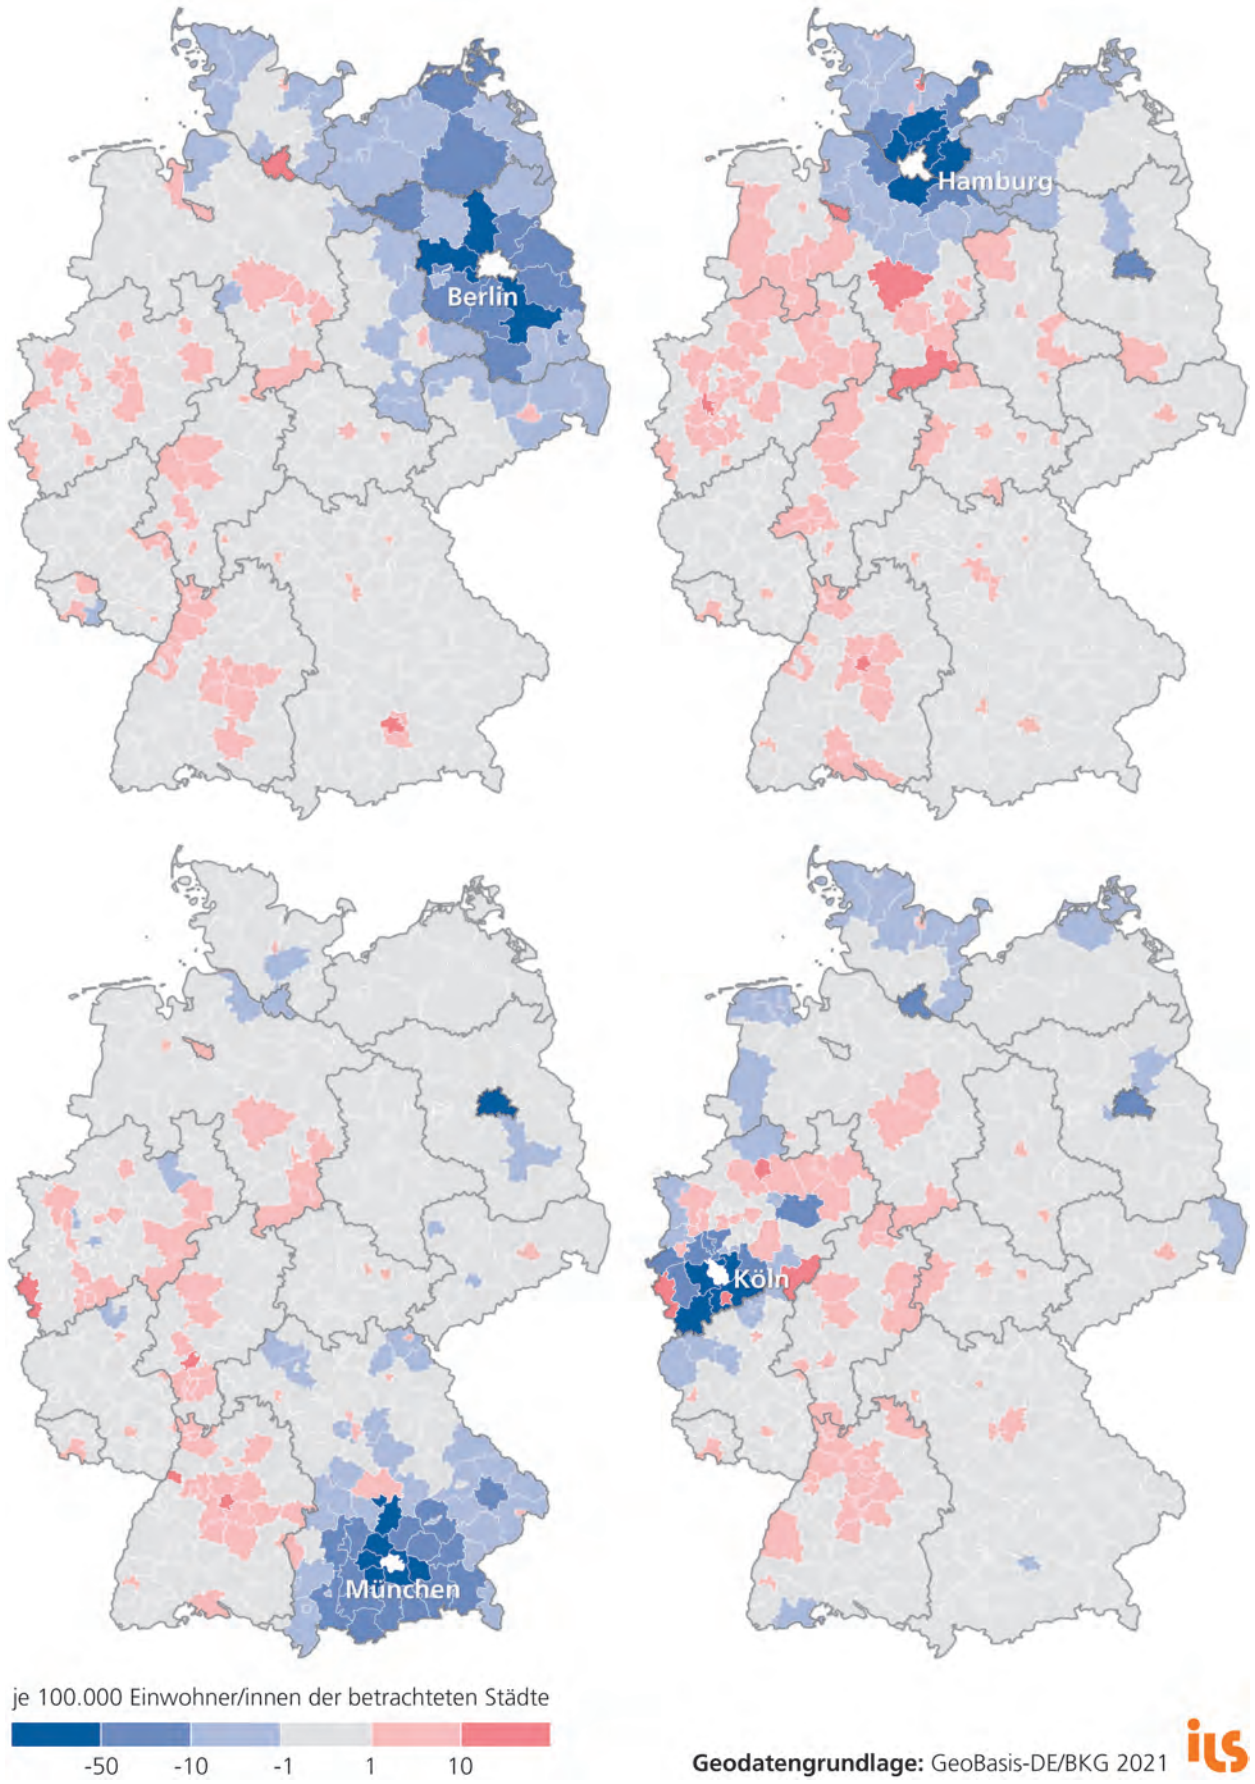 Hamburg
Berlin
Köln
München
je 100.000 Einwohner/innen der betrachteten Städte
-50 -10 -1 1 10
Geodatengrundlage: GeoBasis-DE/BKG 2021
ils